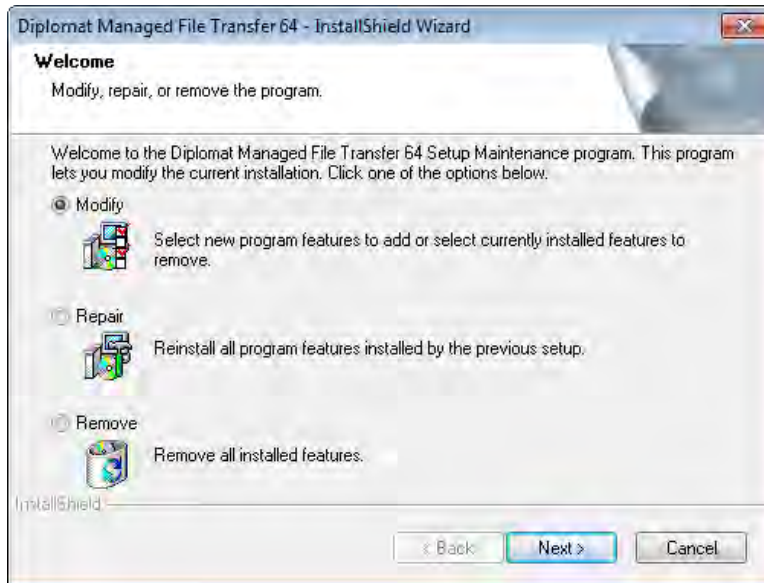 Diplomat Managed File Transfer 64 - InstallShield Wizard
Welcome
Modify, repair, or remove the program.
Welcome to the Diplomat Managed File Transfer 64 Setup Maintenance program. This program
lets you modify the current installation. Click one of the options below.
Modify
Select new program features to add or select currently installed features to
remove.
Repair
Reinstall all program features installed by the previous setup.
Remove
Remove all installed features.
InstallShield
< Back
Next >
Cancel